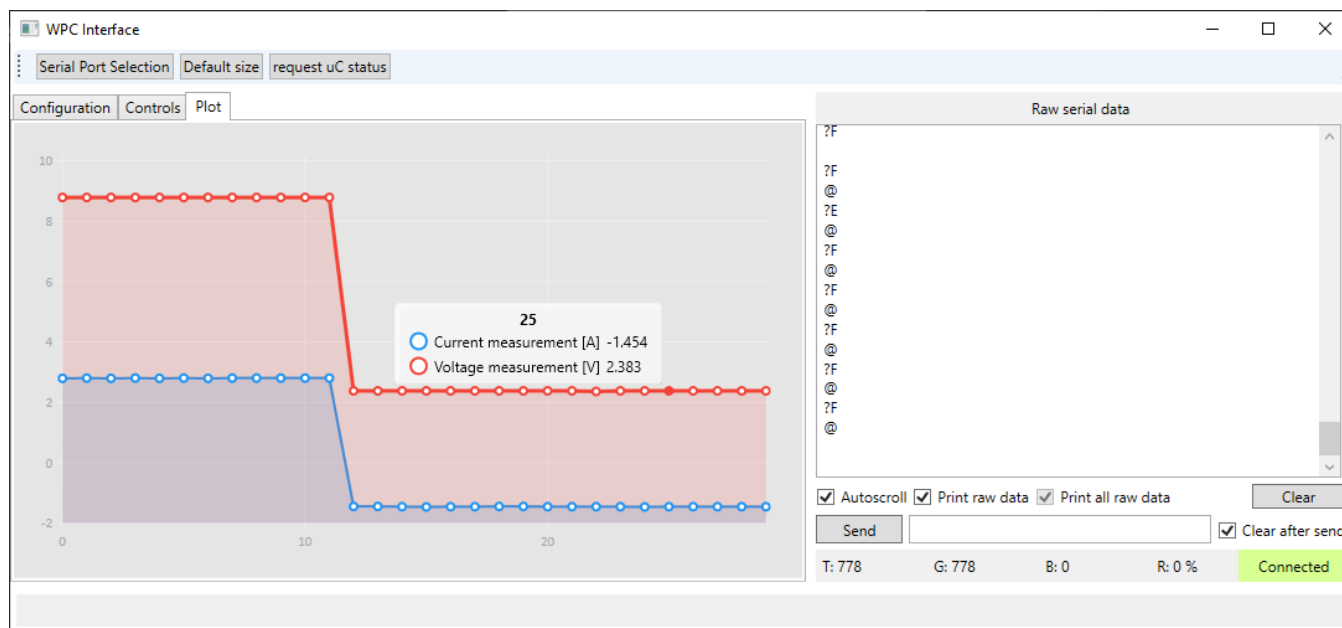 WPC Interface
Serial Port Selection Default size request uC status
Configuration Controls Plot
10
8
6
4
2
0
-2
0 10 20
25
Current measurement [A] -1.454
Voltage measurement [V] 2.383
Raw serial data
?F
?F
@
?E
@
?F
@
?F
@
?F
@
?F
@
?F
@
Autoscroll Print raw data Print all raw data Clear
Send Clear after send
T: 778 G: 778 B: 0 R: 0 % Connected